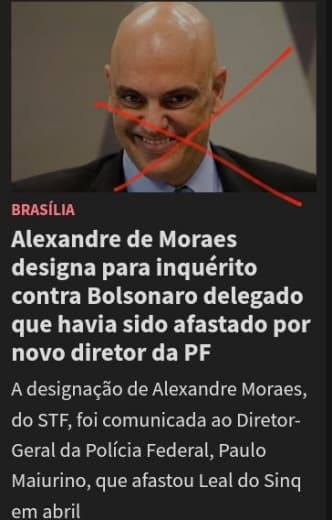 BRASÍLIA
Alexandre de Moraes
designa para inquérito
contra Bolsonaro delegado
que havia sido afastado por
novo diretor da PF
A designação de Alexandre Moraes,
do STF, foi comunicada ao Diretor-
Geral da Polícia Federal, Paulo
Maiurino, que afastou Leal do Sinq
em abril